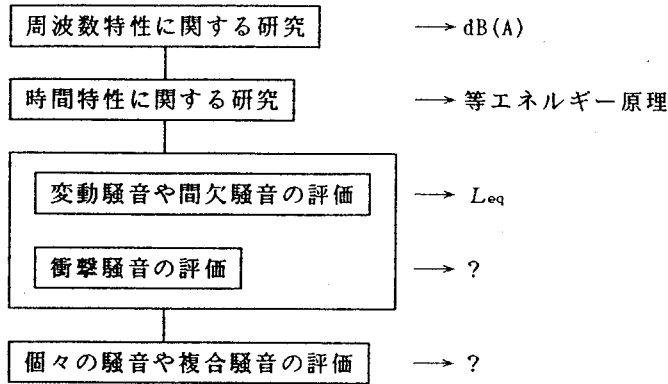 周波数特性に関する研究 → dB(A)
時間特性に関する研究 → 等エネルギー原理
変動騒音や間欠騒音の評価 → Leq
衝撃騒音の評価 → ?
個々の騒音や複合騒音の評価 → ?